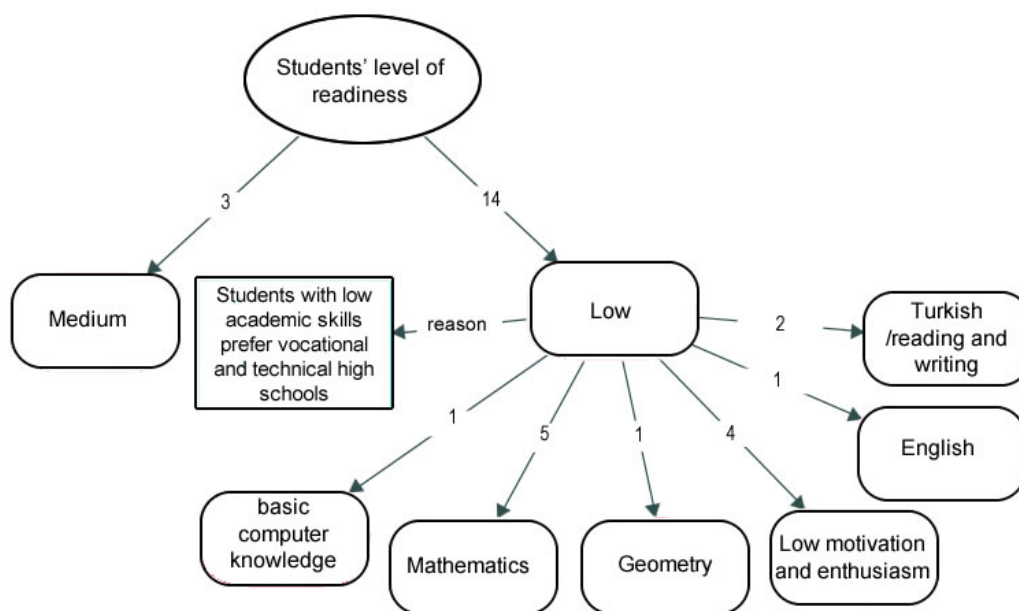 Students' level of
readiness
3
14
Medium
Students with low
academic skills
prefer vocational
and technical high
schools
reason
Low
2
Turkish
/reading and
writing
1
English
1
5
1
4
basic
computer
knowledge
Mathematics
Geometry
Low motivation
and enthusiasm